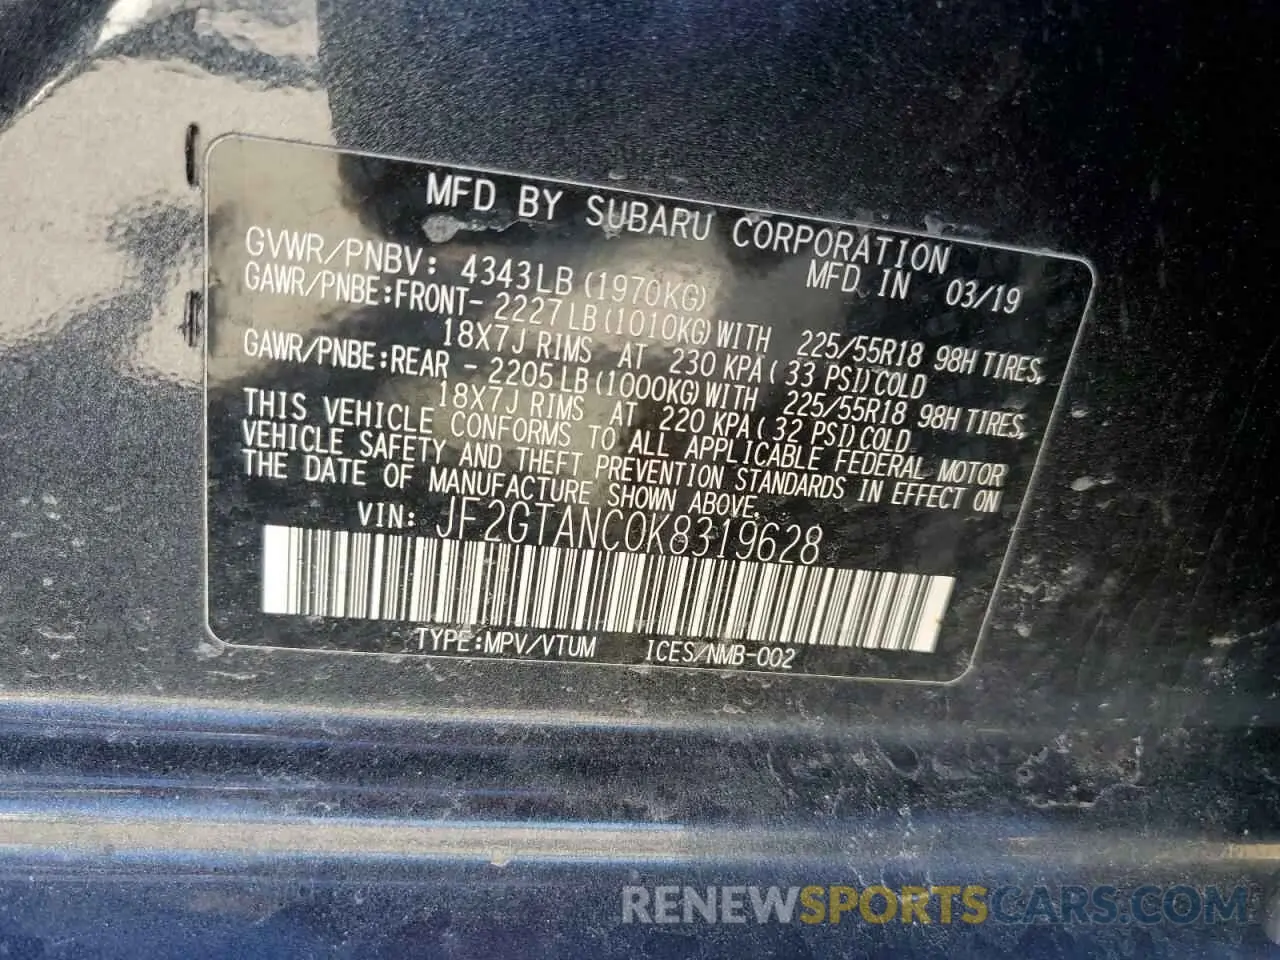 MFD BY SUBARU CORPORATION
MFD IN 03/19
GVWR/PNBV: 4343LB(1970KG)
GAWR/PNBE:FRONT- 2227LB(1010KG)WITH 225/55R18 98H TIRES,
18X7J RIMS AT 230 KPA(33 PSI)COLD
GAWR/PNBE:REAR - 2205LB(1000KG)WITH 225/55R18 98H TIRES,
18X7J RIMS AT 220 KPA(32 PSI)COLD
THIS VEHICLE CONFORMS TO ALL APPLICABLE FEDERAL MOTOR
VEHICLE SAFETY AND THEFT PREVENTION STANDARDS IN EFFECT ON
THE DATE OF MANUFACTURE SHOWN ABOVE.
VIN: JF2GTANC0K8319628
TYPE:MPV/VTUM ICES/NMB-002
RENEWSPORTSCARS.COM